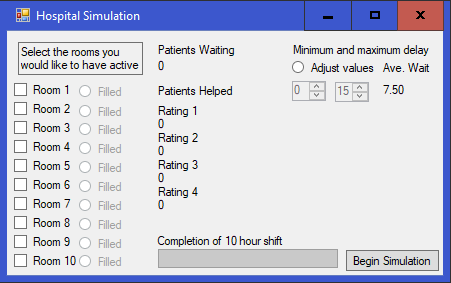 Hospital Simulation
Select the rooms you
would like to have active
Patients Waiting
0
Minimum and maximum delay
Adjust values Ave. Wait
0 15 7.50
Room 1 Filled
Room 2 Filled
Room 3 Filled
Room 4 Filled
Room 5 Filled
Room 6 Filled
Room 7 Filled
Room 8 Filled
Room 9 Filled
Room 10 Filled
Patients Helped
Rating 1
0
Rating 2
0
Rating 3
0
Rating 4
0
Completion of 10 hour shift
Begin Simulation